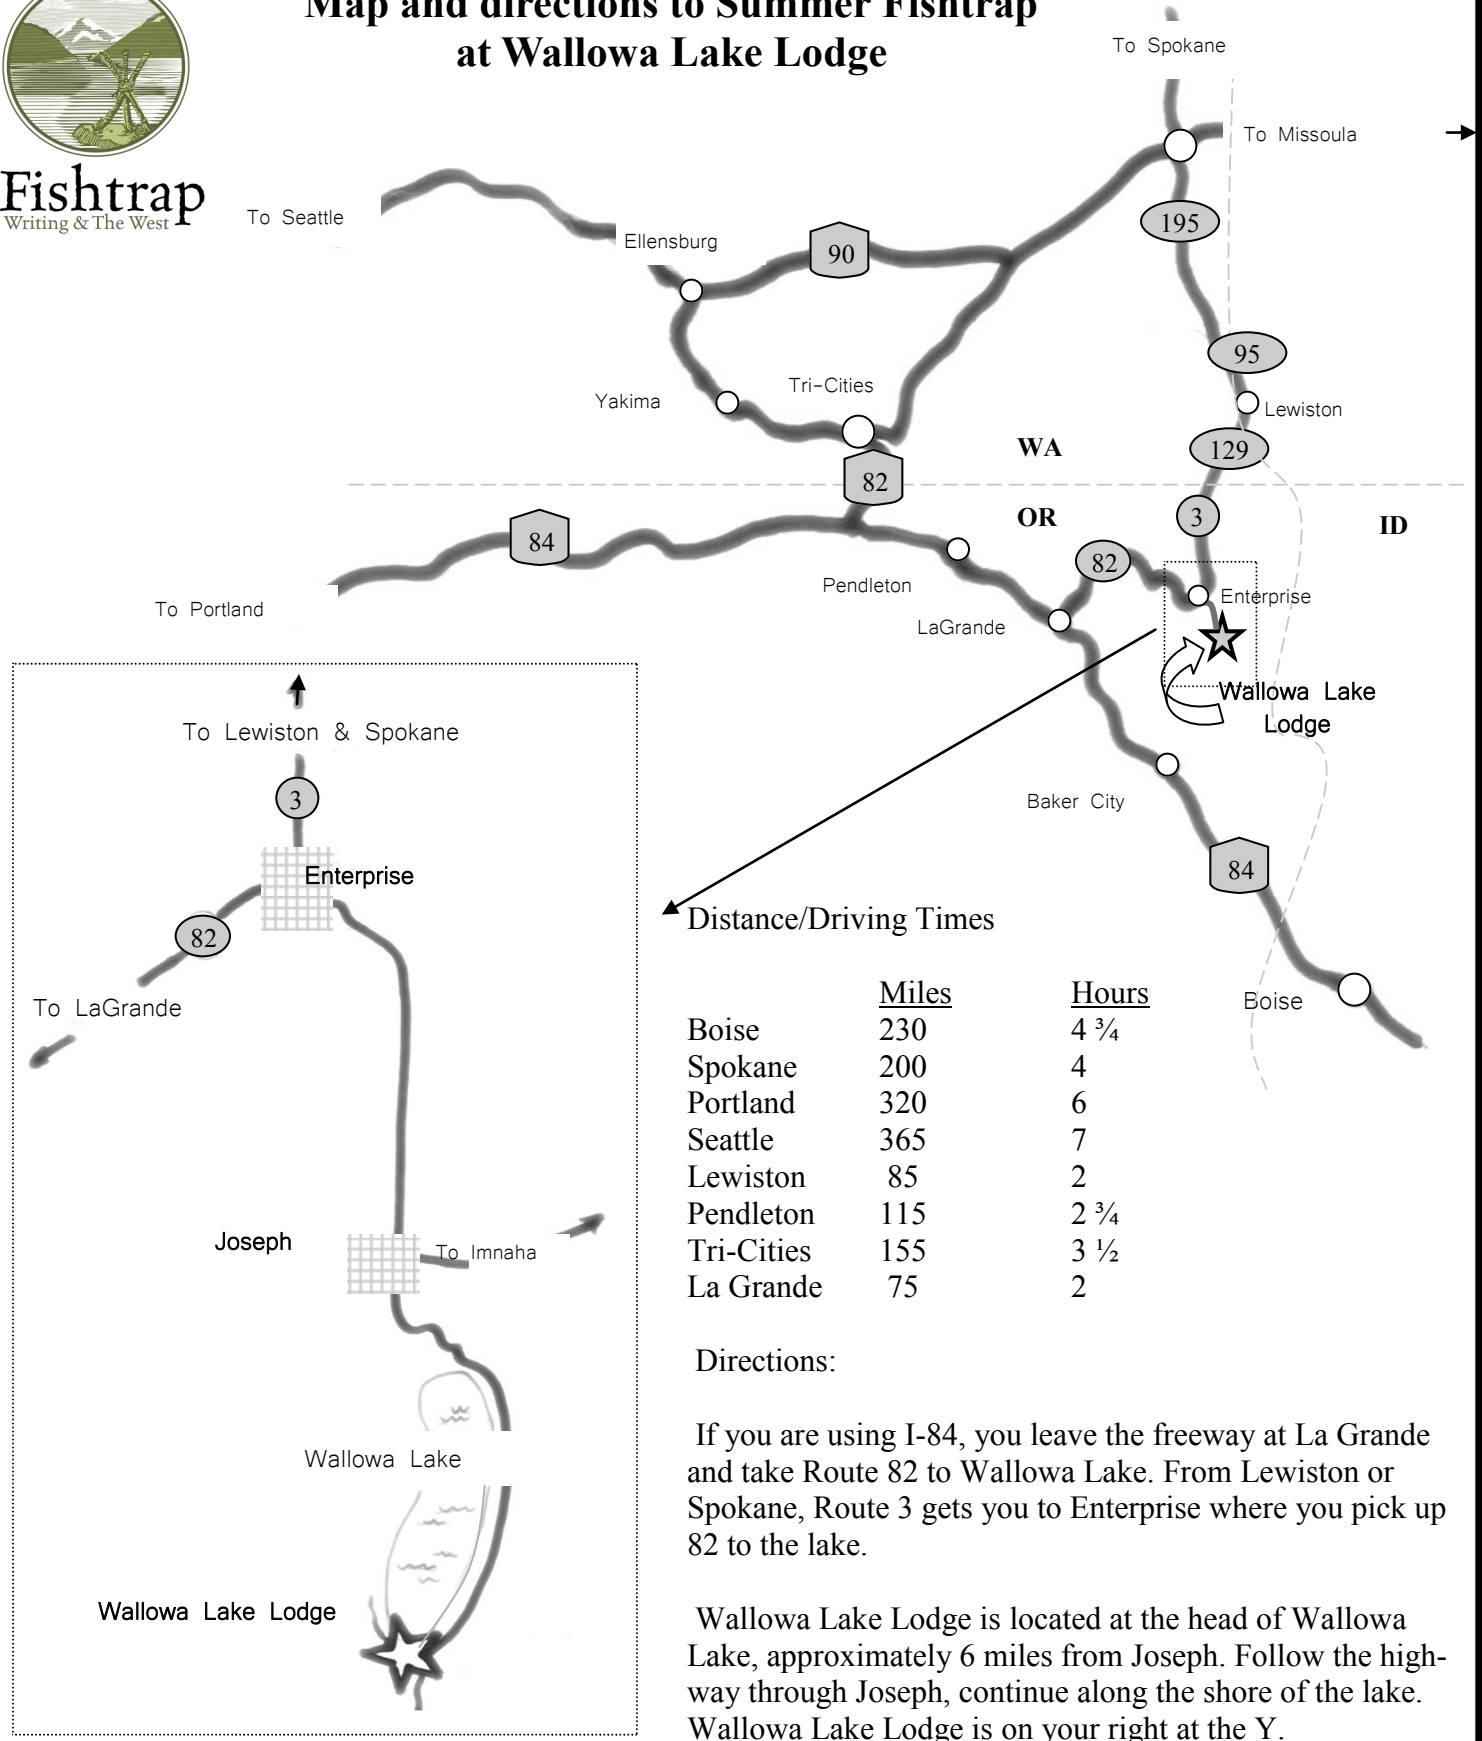 Map and directions to Summer Fishtrap
at Wallowa Lake Lodge
Fishtrap
Writing & The West
To Spokane
To Missoula
To Seattle
195
Ellensburg
90
95
Tri-Cities
Yakima
Lewiston
WA
129
82
OR
3
ID
84
82
Pendleton
Enterprise
To Portland
LaGrande
Wallowa Lake
Lodge
Baker City
84
Boise
To Lewiston & Spokane
3
Enterprise
82
To LaGrande
Joseph
To Imnaha
Wallowa Lake
Wallowa Lake Lodge
Distance/Driving Times
Miles Hours
Boise 230 4 ¾
Spokane 200 4
Portland 320 6
Seattle 365 7
Lewiston 85 2
Pendleton 115 2 ¾
Tri-Cities 155 3 ½
La Grande 75 2
Directions:
If you are using I-84, you leave the freeway at La Grande
and take Route 82 to Wallowa Lake. From Lewiston or
Spokane, Route 3 gets you to Enterprise where you pick up
82 to the lake.
Wallowa Lake Lodge is located at the head of Wallowa
Lake, approximately 6 miles from Joseph. Follow the high-
way through Joseph, continue along the shore of the lake.
Wallowa Lake Lodge is on your right at the Y.